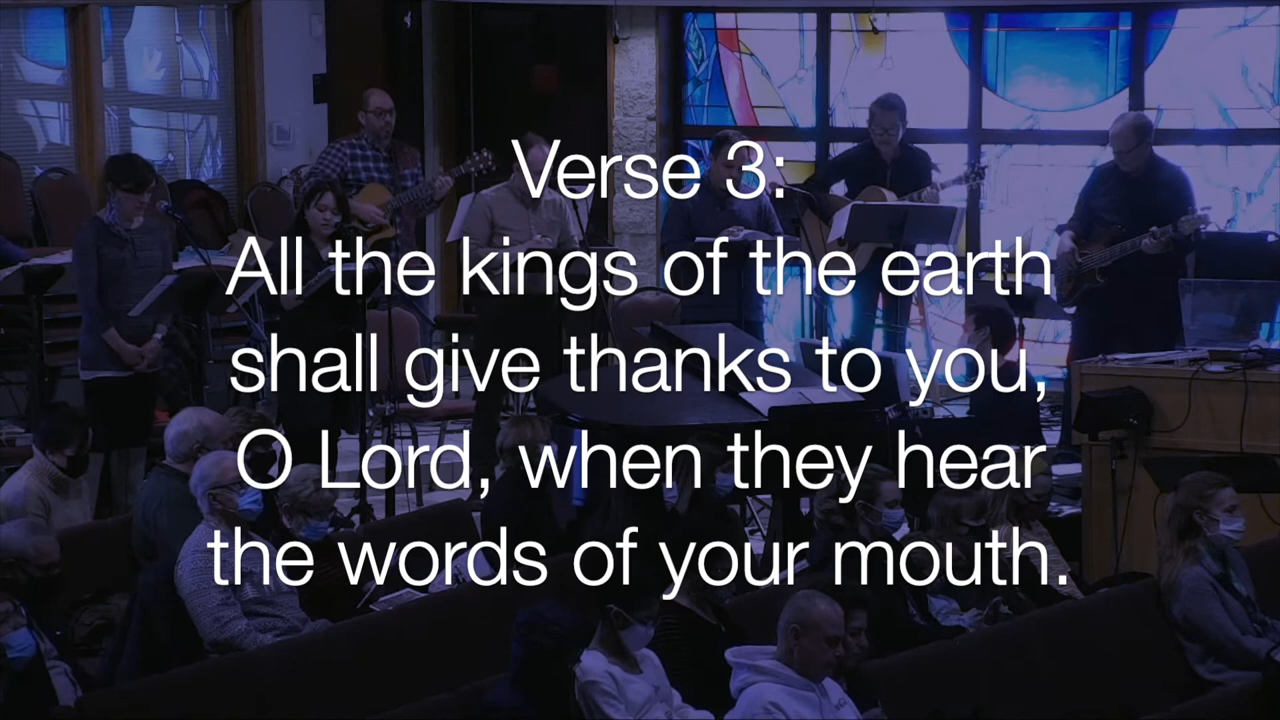 Verse 3:
All the kings of the earth
shall give thanks to you,
O Lord, when they hear
the words of your mouth.